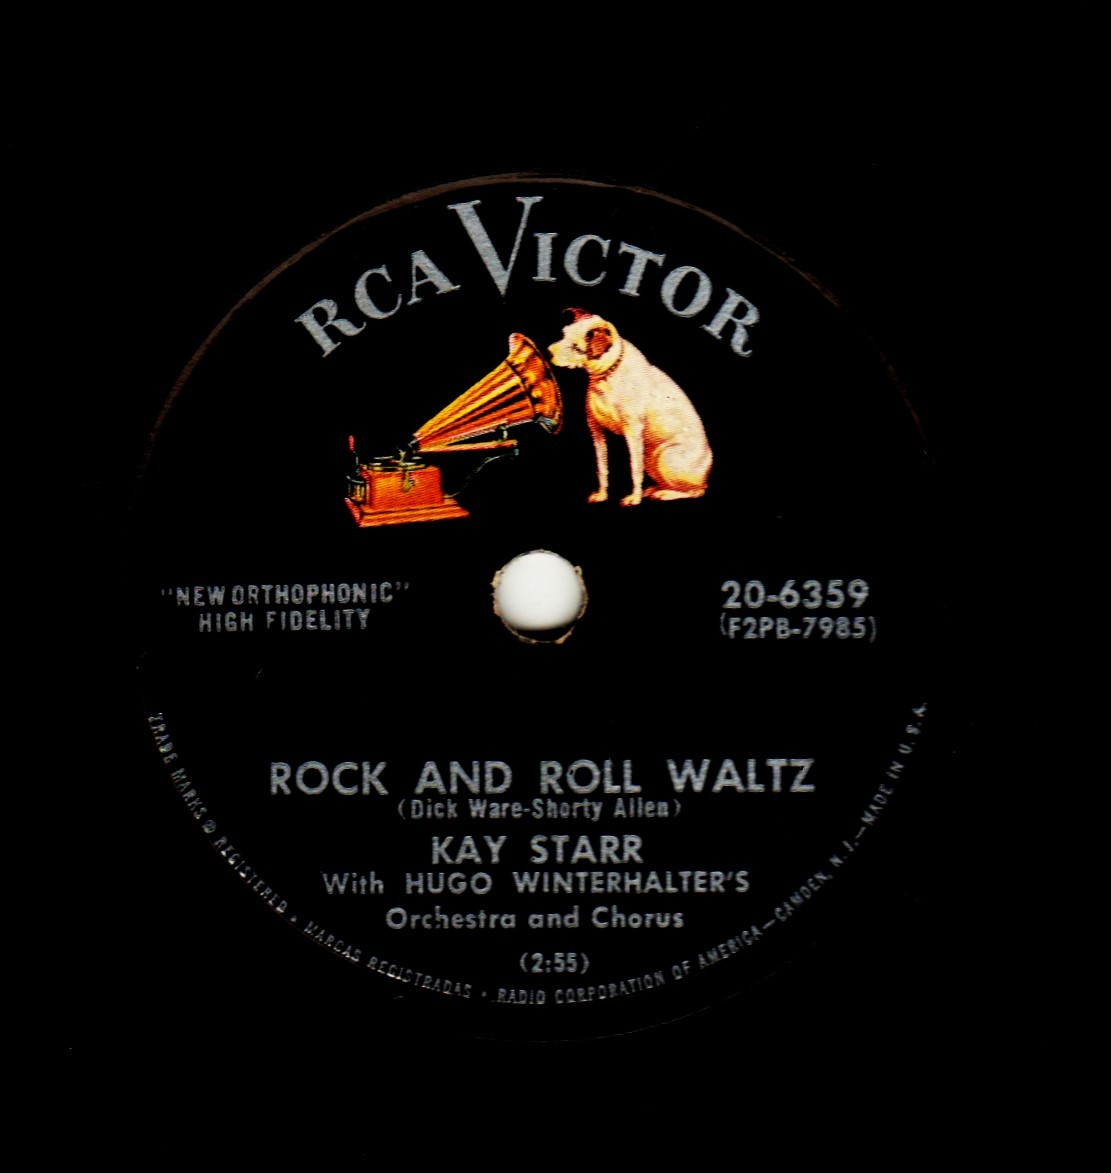 RCA VICTOR
"NEW ORTHOPHONIC"
HIGH FIDELITY
20-6359
(F2PB-7985)
ROCK AND ROLL WALTZ
(Dick Ware-Shorty Allen)
KAY STARR
With HUGO WINTERHALTER'S
Orchestra and Chorus
(2:55)
TRADE MARKS ® REGISTERED • MARCAS REGISTRADAS • RADIO CORPORATION OF AMERICA—CAMDEN, N. J.—MADE IN U. S. A.